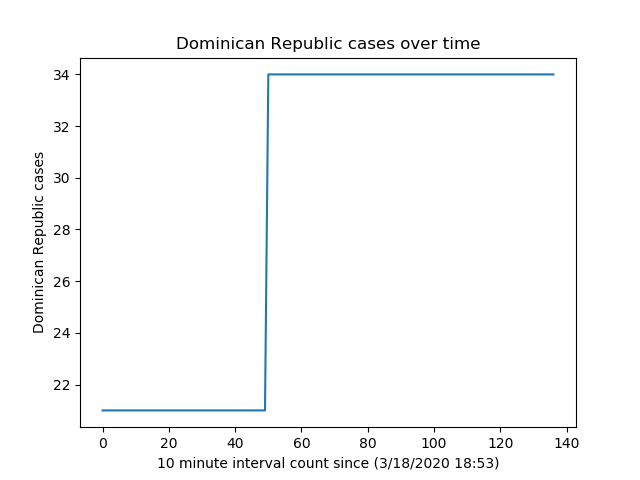 Dominican Republic cases over time
34
32
30
28
26
24
22
Dominican Republic cases
0 20 40 60 80 100 120 140
10 minute interval count since (3/18/2020 18:53)